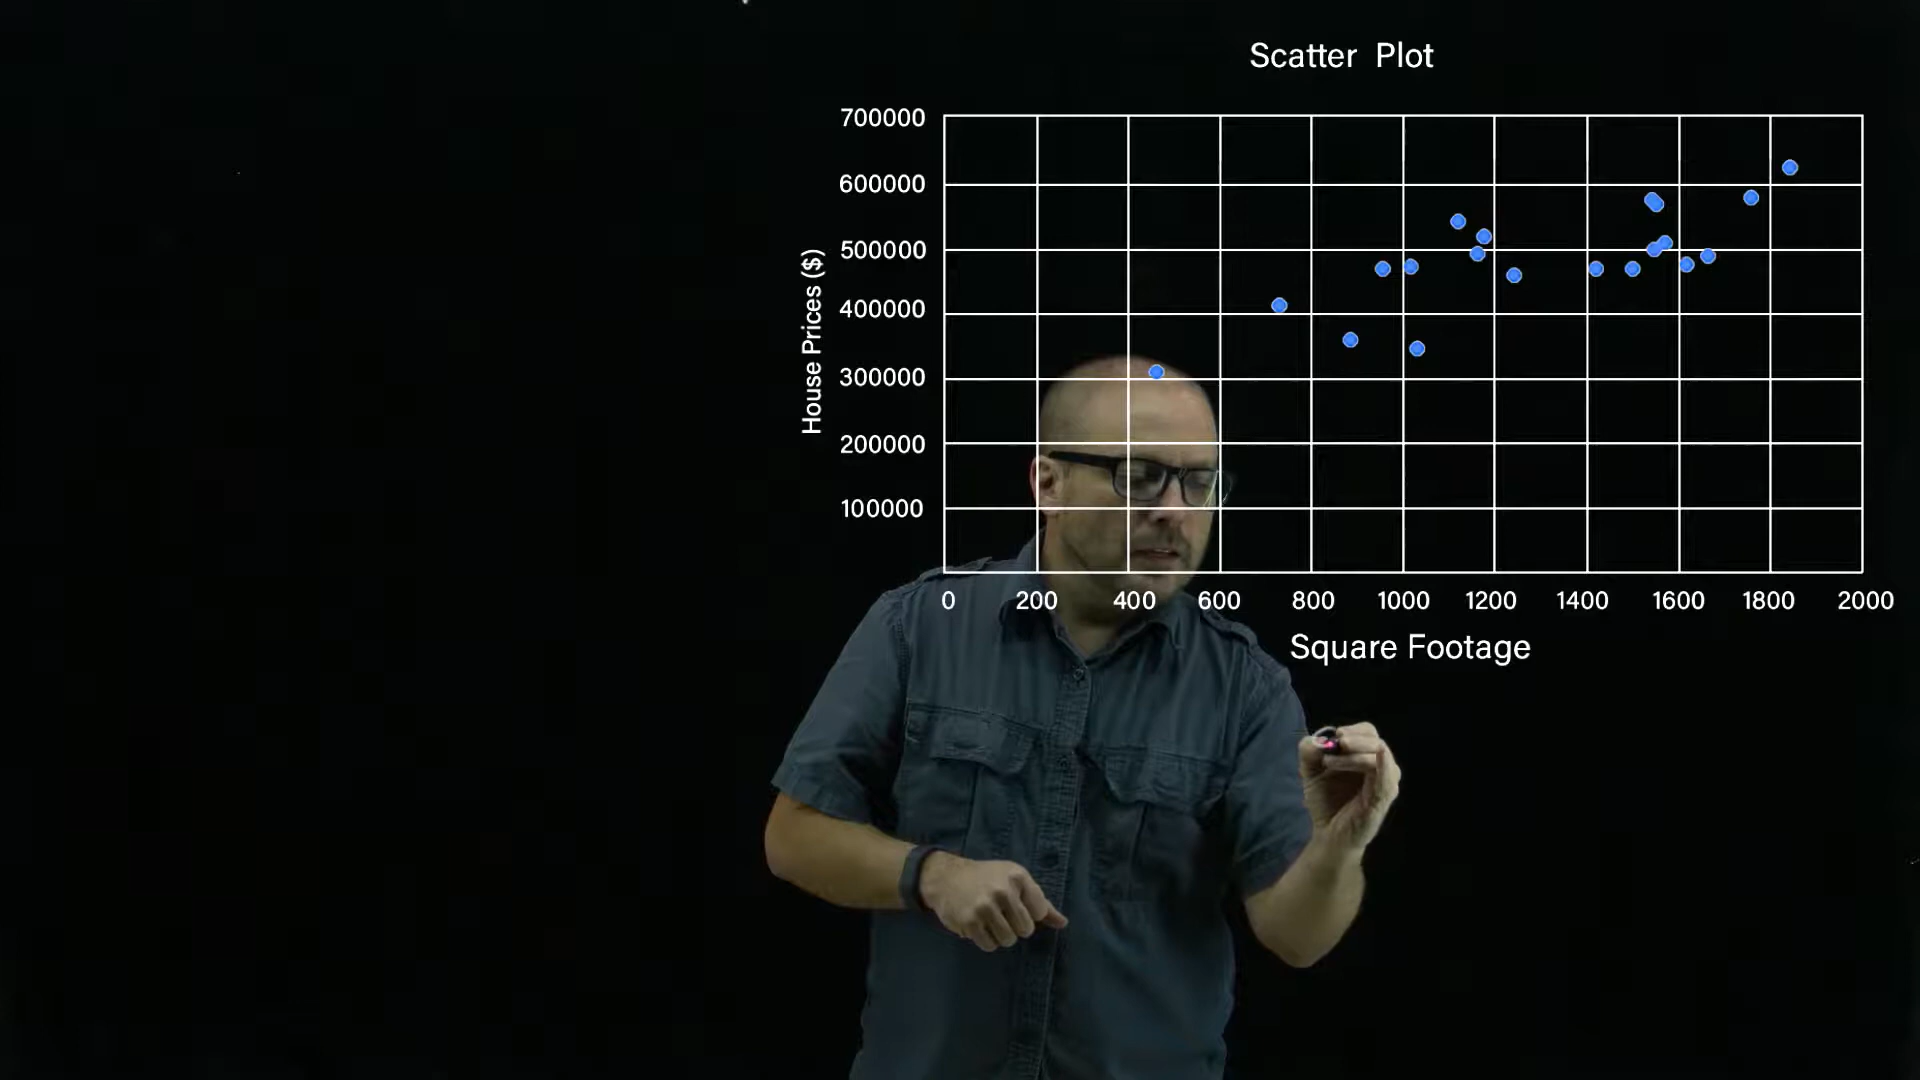 Scatter Plot
700000
600000
500000
400000
300000
200000
100000
House Prices ($)
0 200 400 600 800 1000 1200 1400 1600 1800 2000
Square Footage